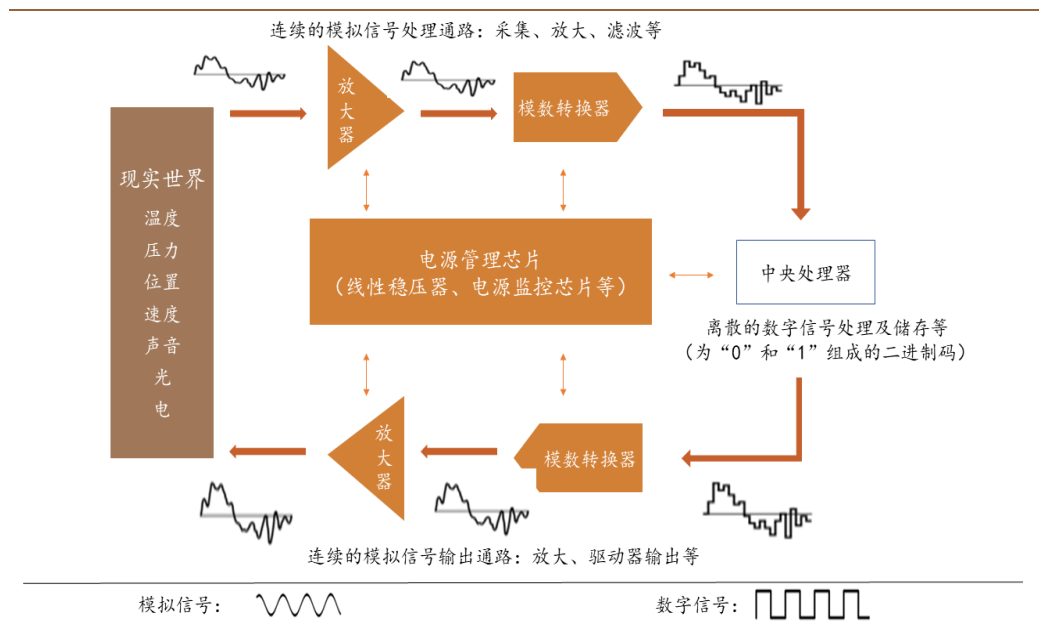 连续的模拟信号处理通路：采集、放大、滤波等
放
大
器
模数转换器
现实世界
温度
压力
位置
速度
声音
光
电
电源管理芯片
（线性稳压器、电源监控芯片等）
中央处理器
离散的数字信号处理及储存等
（为“0”和“1”组成的二进制码）
放
大
器
模数转换器
连续的模拟信号输出通路：放大、驱动器输出等
模拟信号：
数字信号：